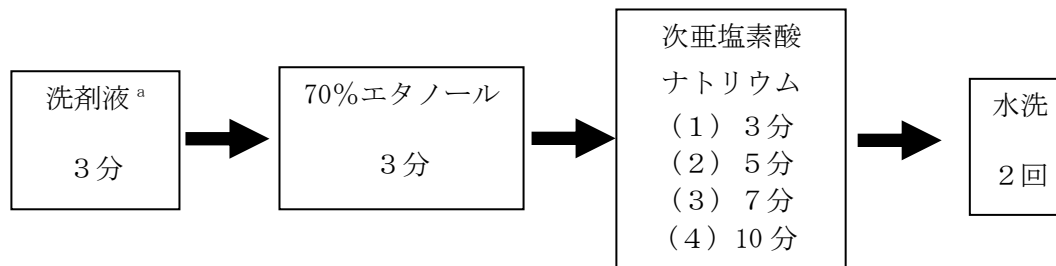 洗剤液 a
3分
70%エタノール
3分
次亜塩素酸
ナトリウム
(1) 3分
(2) 5分
(3) 7分
(4) 10分
水洗
2回